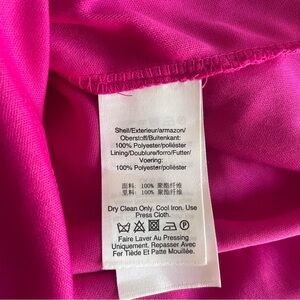 Shell/Exterieur/armazon/
Oberstoff/Buitenkant:
100% Polyester/poliéster
Lining/Doublure/forro/Futter/
Voering:
100% Polyester/poliéster
面料: 100% 聚酯纤维
里料: 100% 聚酯纤维
Dry Clean Only. Cool Iron. Use
Press Cloth.
Faire Laver Au Pressing
Uniquement. Repasser Avec
Fer Tiède Et Patte Mouillée.